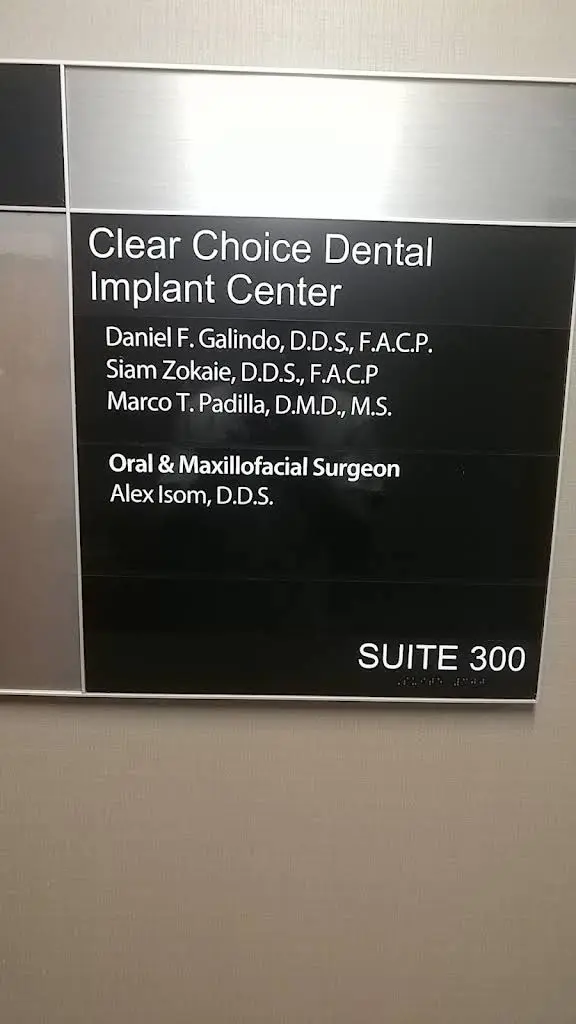 Clear Choice Dental
Implant Center
Daniel F. Galindo, D.D.S., F.A.C.P.
Siam Zokaie, D.D.S., F.A.C.P
Marco T. Padilla, D.M.D., M.S.
Oral & Maxillofacial Surgeon
Alex Isom, D.D.S.
SUITE 300